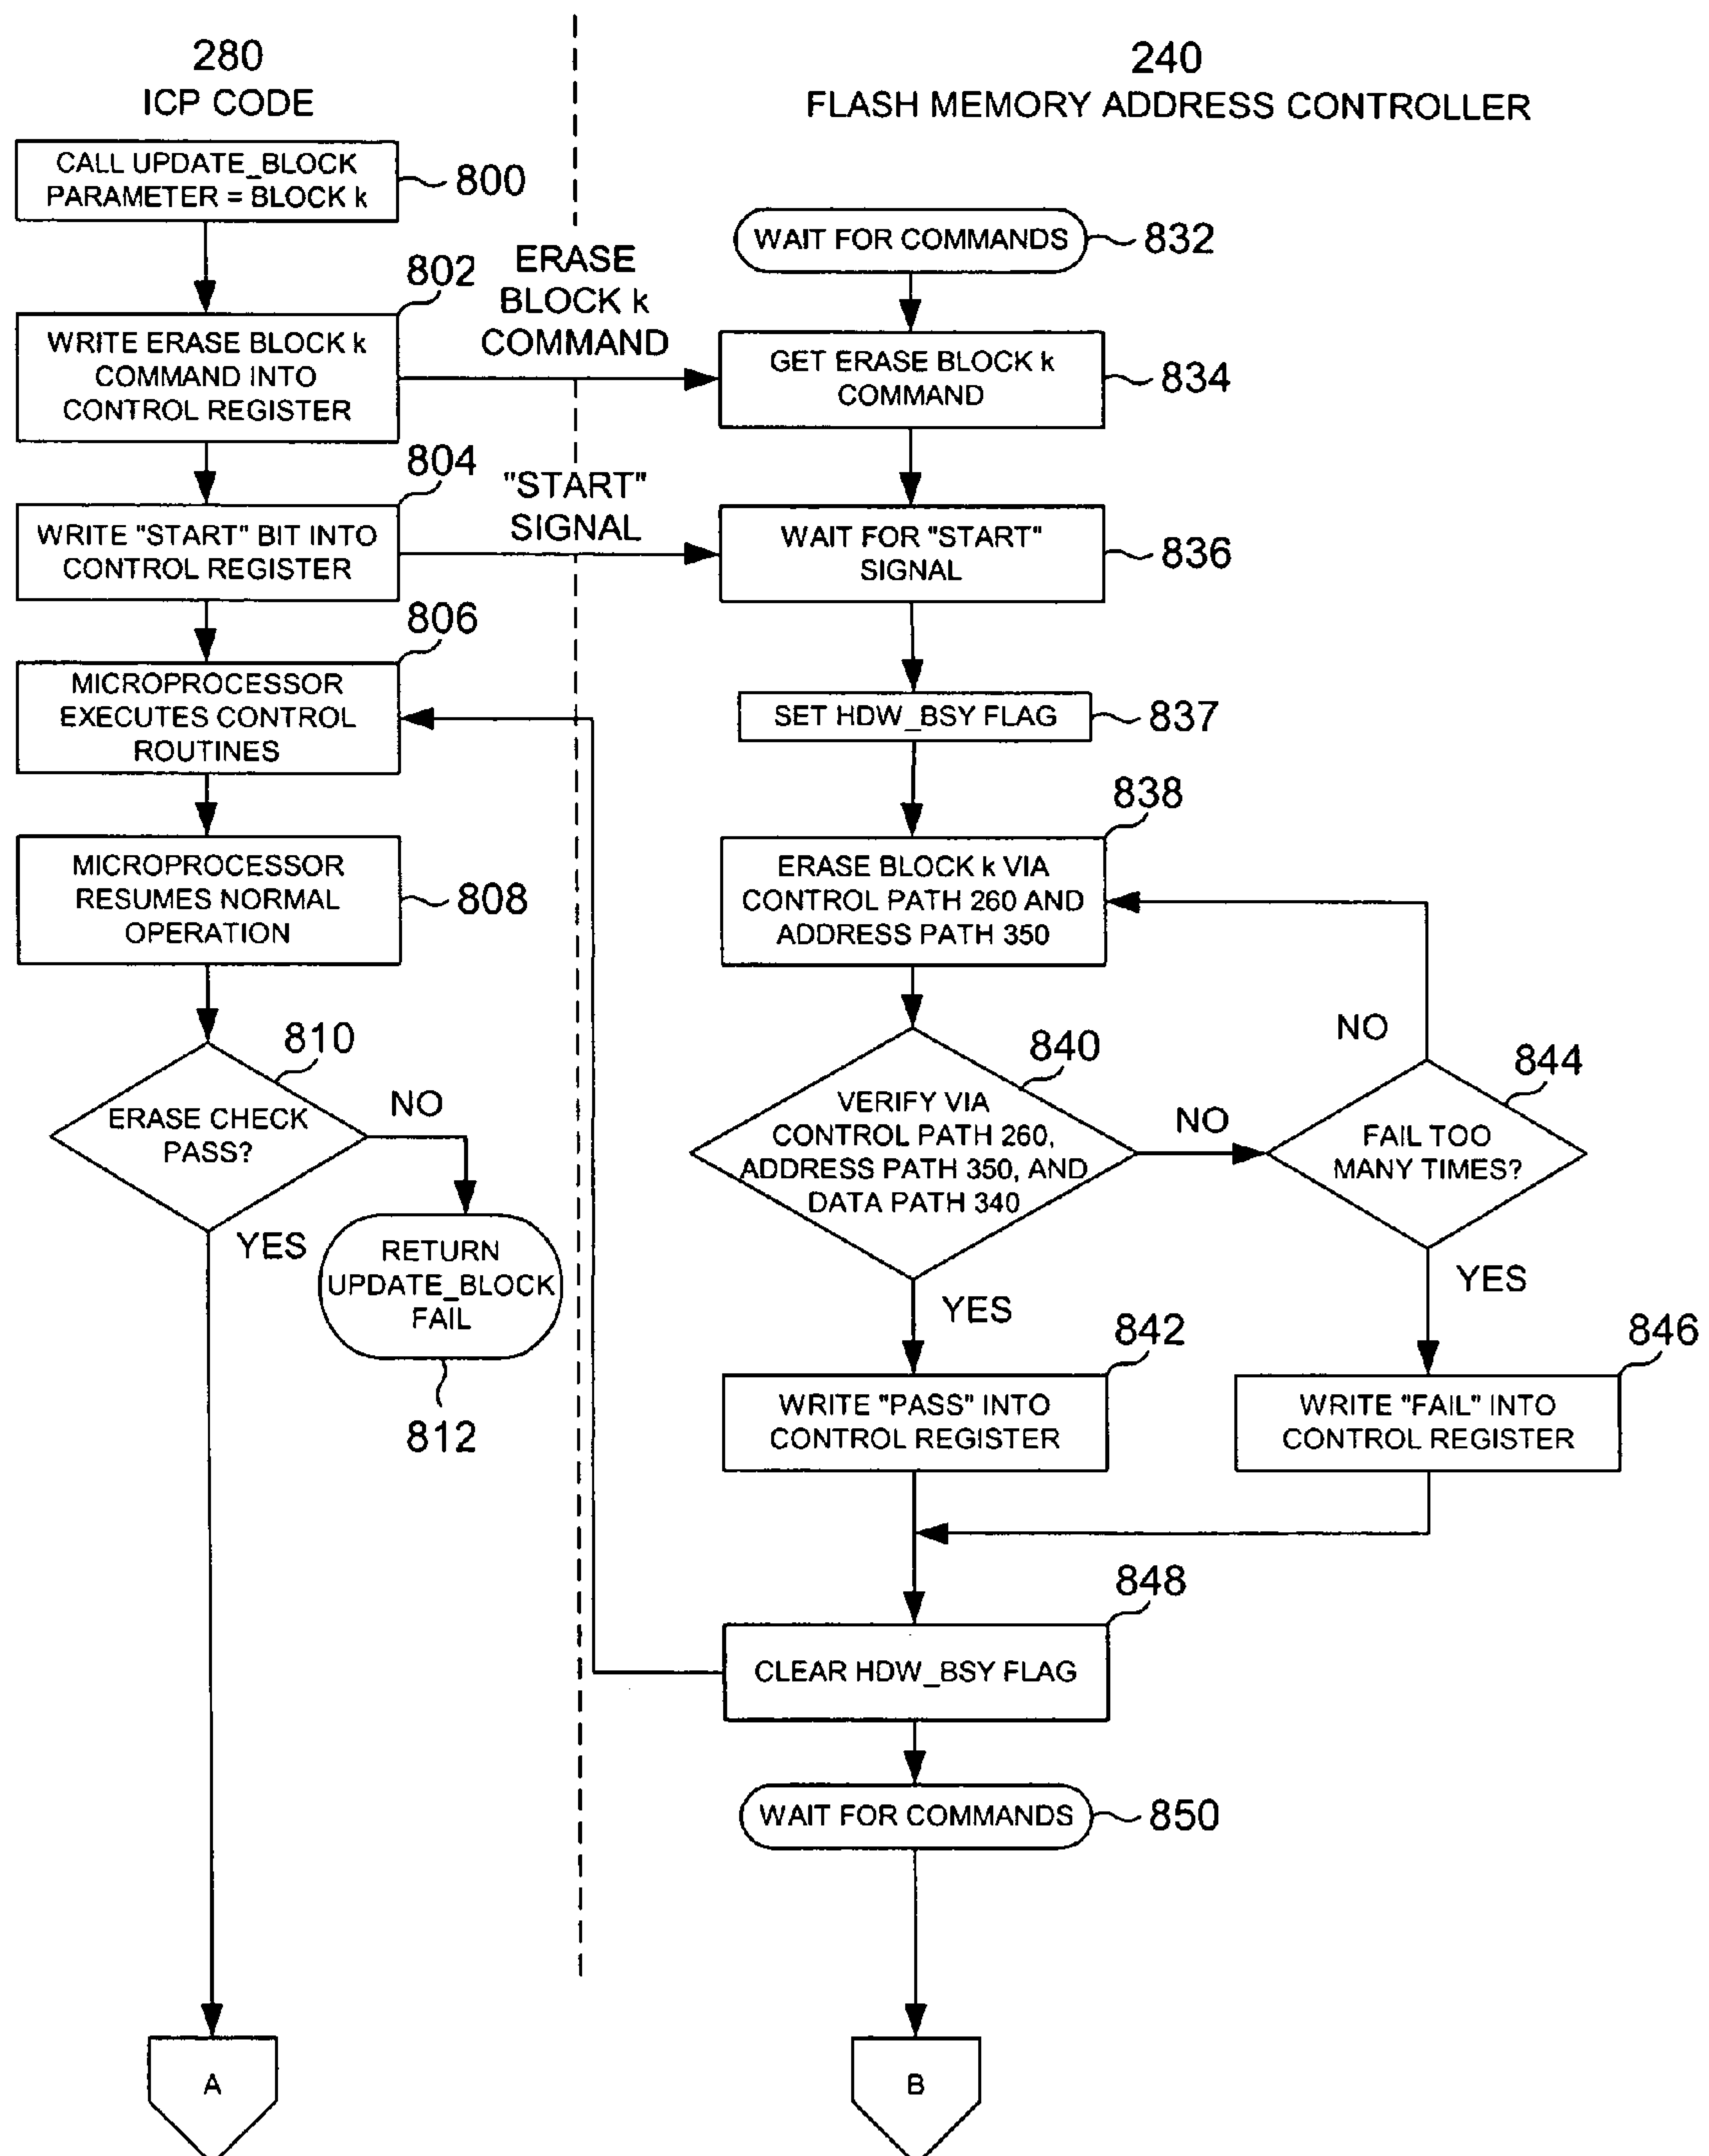 280
ICP CODE
240
FLASH MEMORY ADDRESS CONTROLLER
CALL UPDATE_BLOCK
PARAMETER = BLOCK k
800
802
WRITE ERASE BLOCK k
COMMAND INTO
CONTROL REGISTER
804
WRITE "START" BIT INTO
CONTROL REGISTER
806
MICROPROCESSOR
EXECUTES CONTROL
ROUTINES
MICROPROCESSOR
RESUMES NORMAL
OPERATION
808
810
ERASE CHECK
PASS?
NO
YES
RETURN
UPDATE_BLOCK
FAIL
812
A
ERASE
BLOCK k
COMMAND
"START"
SIGNAL
WAIT FOR COMMANDS
832
GET ERASE BLOCK k
COMMAND
834
WAIT FOR "START"
SIGNAL
836
SET HDW_BSY FLAG
837
838
ERASE BLOCK k VIA
CONTROL PATH 260 AND
ADDRESS PATH 350
840
VERIFY VIA
CONTROL PATH 260,
ADDRESS PATH 350, AND
DATA PATH 340
NO
YES
NO
844
FAIL TOO
MANY TIMES?
YES
842
WRITE "PASS" INTO
CONTROL REGISTER
846
WRITE "FAIL" INTO
CONTROL REGISTER
848
CLEAR HDW_BSY FLAG
WAIT FOR COMMANDS
850
B